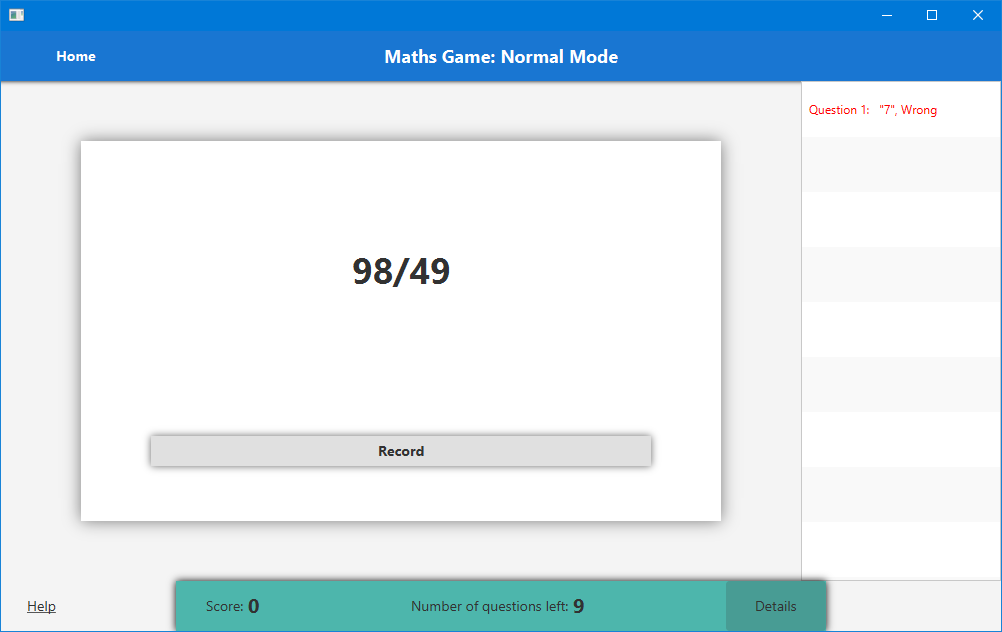 Home
Maths Game: Normal Mode
Question 1: "7", Wrong
98/49
Record
Help
Score: 0
Number of questions left: 9
Details